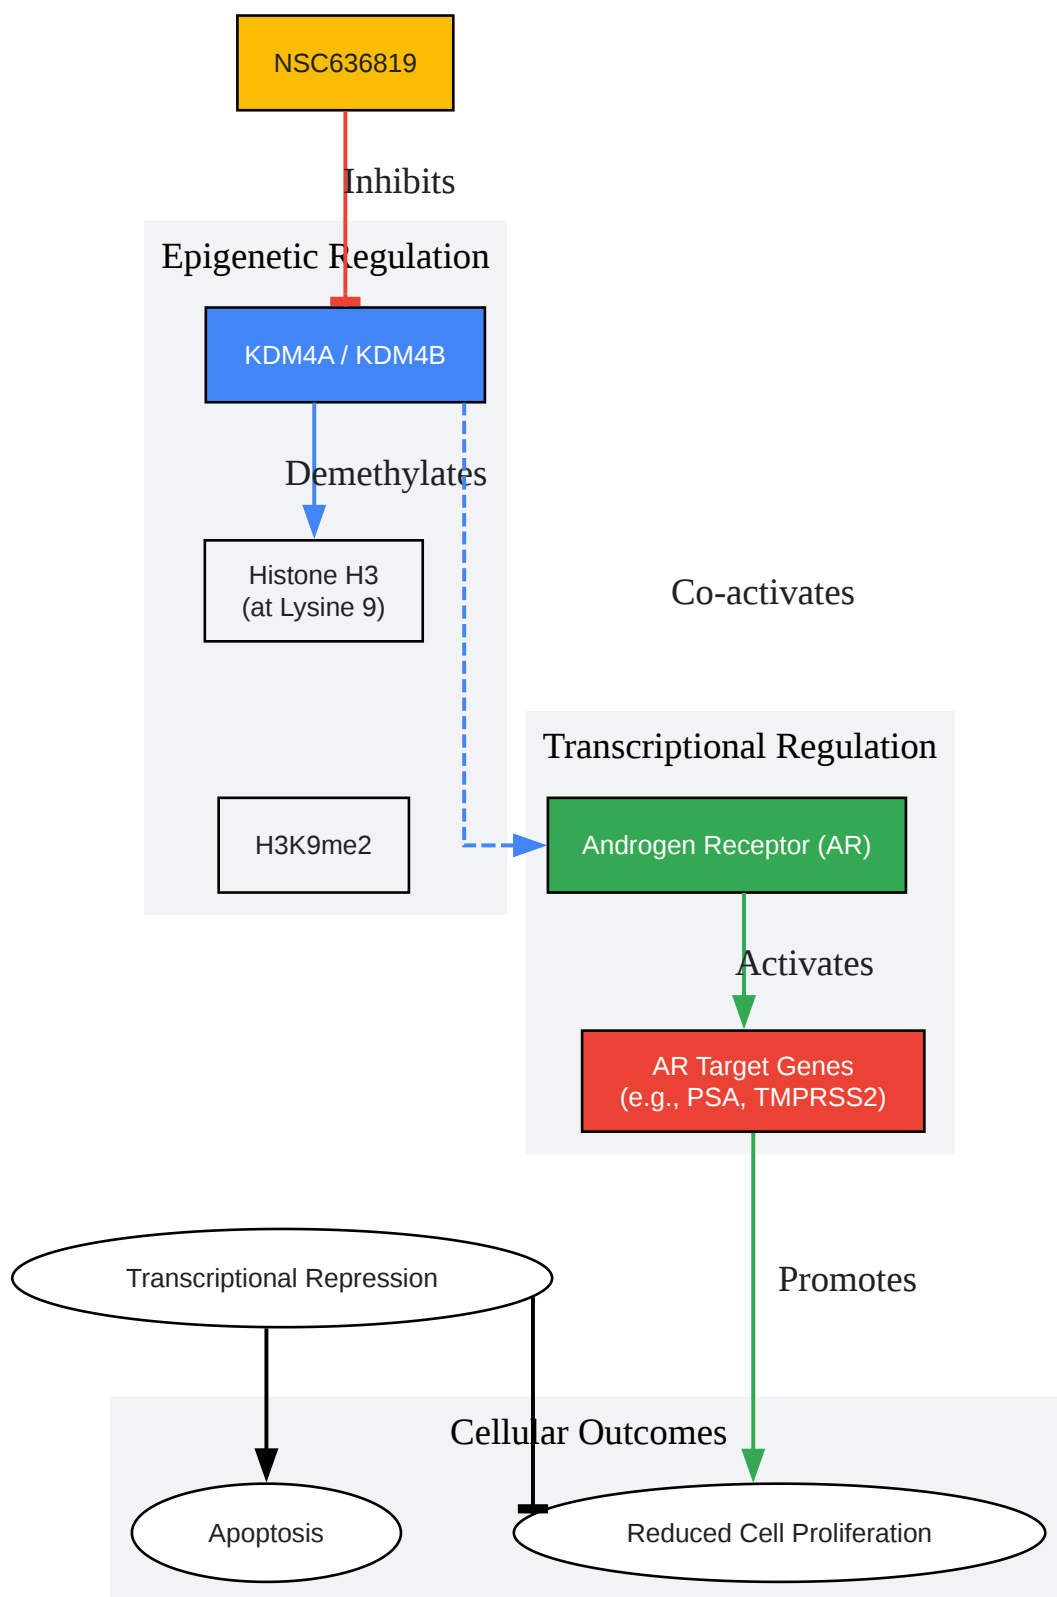 NSC636819
Inhibits
Epigenetic Regulation
KDM4A / KDM4B
Demethylates
Histone H3
(at Lysine 9)
Co-activates
Transcriptional Regulation
H3K9me2
Androgen Receptor (AR)
Activates
AR Target Genes
(e.g., PSA, TMPRSS2)
Transcriptional Repression
Promotes
Cellular Outcomes
Apoptosis
Reduced Cell Proliferation